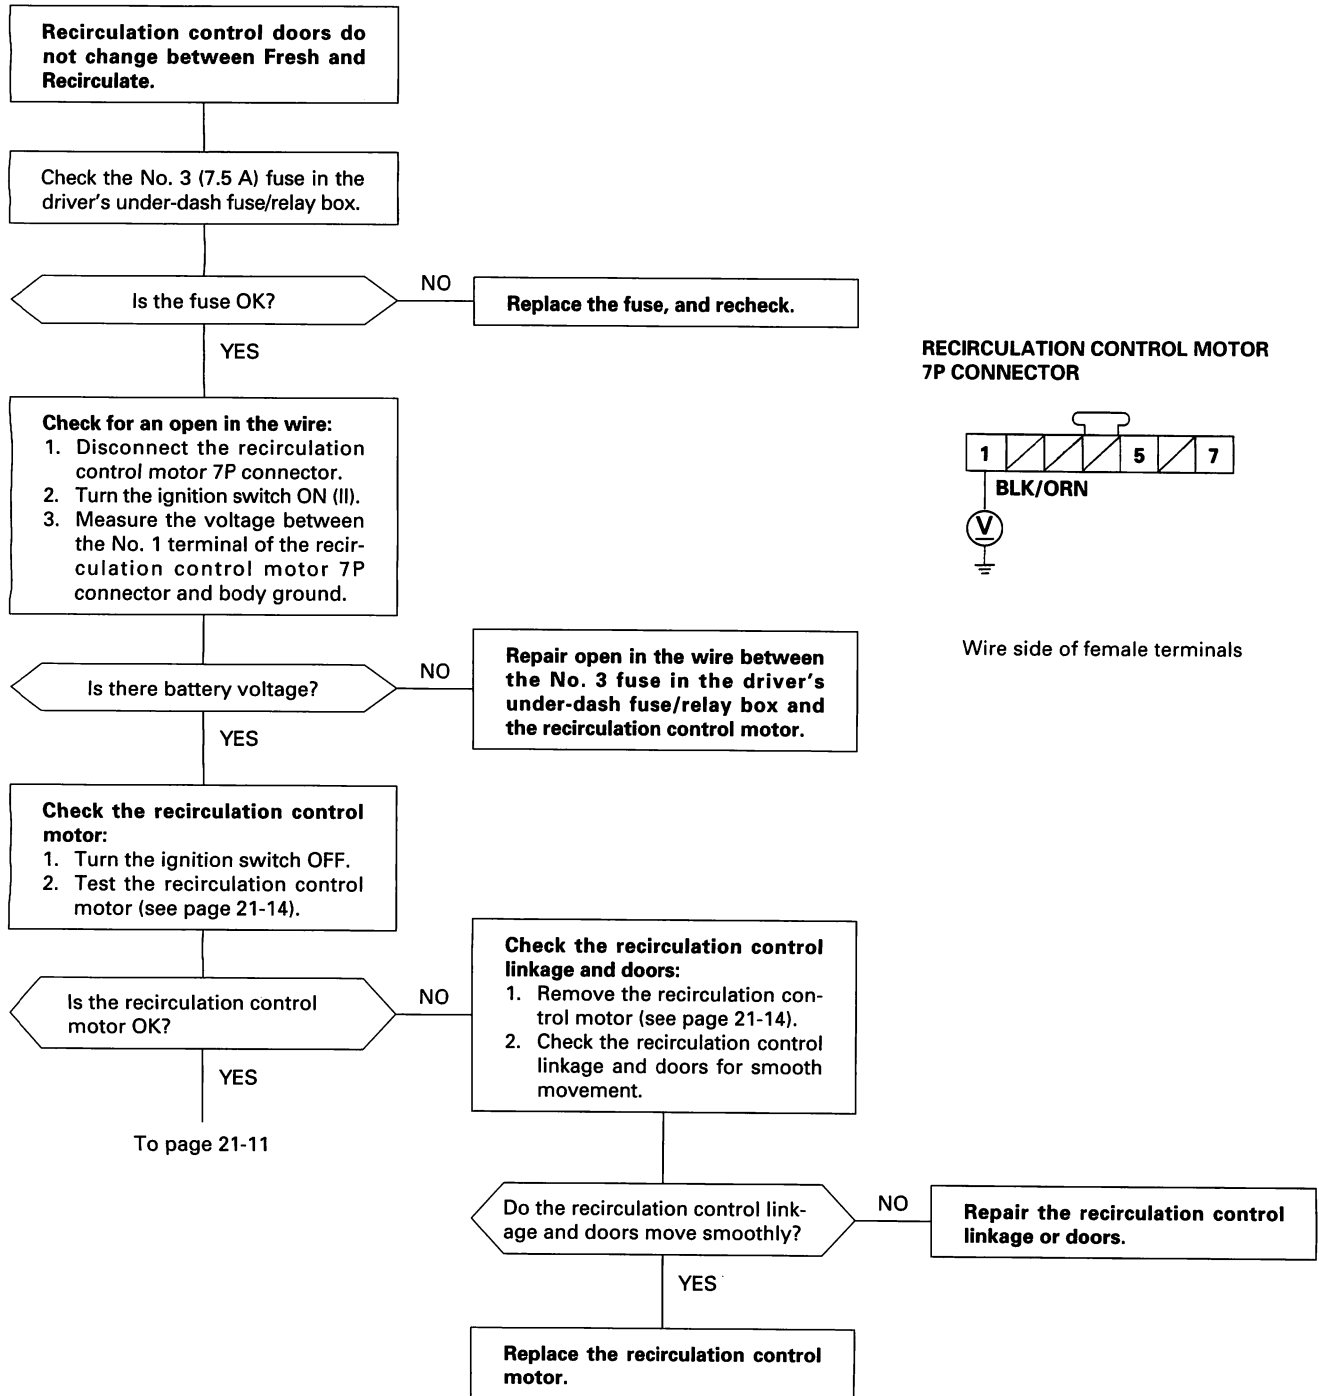 Recirculation control doors do
not change between Fresh and
Recirculate.
Check the No. 3 (7.5 A) fuse in the
driver's under-dash fuse/relay box.
Is the fuse OK?
NO
Replace the fuse, and recheck.
YES
Check for an open in the wire:
1. Disconnect the recirculation
control motor 7P connector.
2. Turn the ignition switch ON (II).
3. Measure the voltage between
the No. 1 terminal of the recir-
culation control motor 7P
connector and body ground.
RECIRCULATION CONTROL MOTOR
7P CONNECTOR
1 5 7
BLK/ORN
V
Wire side of female terminals
Is there battery voltage?
NO
Repair open in the wire between
the No. 3 fuse in the driver's
under-dash fuse/relay box and
the recirculation control motor.
YES
Check the recirculation control
motor:
1. Turn the ignition switch OFF.
2. Test the recirculation control
motor (see page 21-14).
Is the recirculation control
motor OK?
NO
Check the recirculation control
linkage and doors:
1. Remove the recirculation con-
trol motor (see page 21-14).
2. Check the recirculation control
linkage and doors for smooth
movement.
YES
To page 21-11
Do the recirculation control link-
age and doors move smoothly?
NO
Repair the recirculation control
linkage or doors.
YES
Replace the recirculation control
motor.